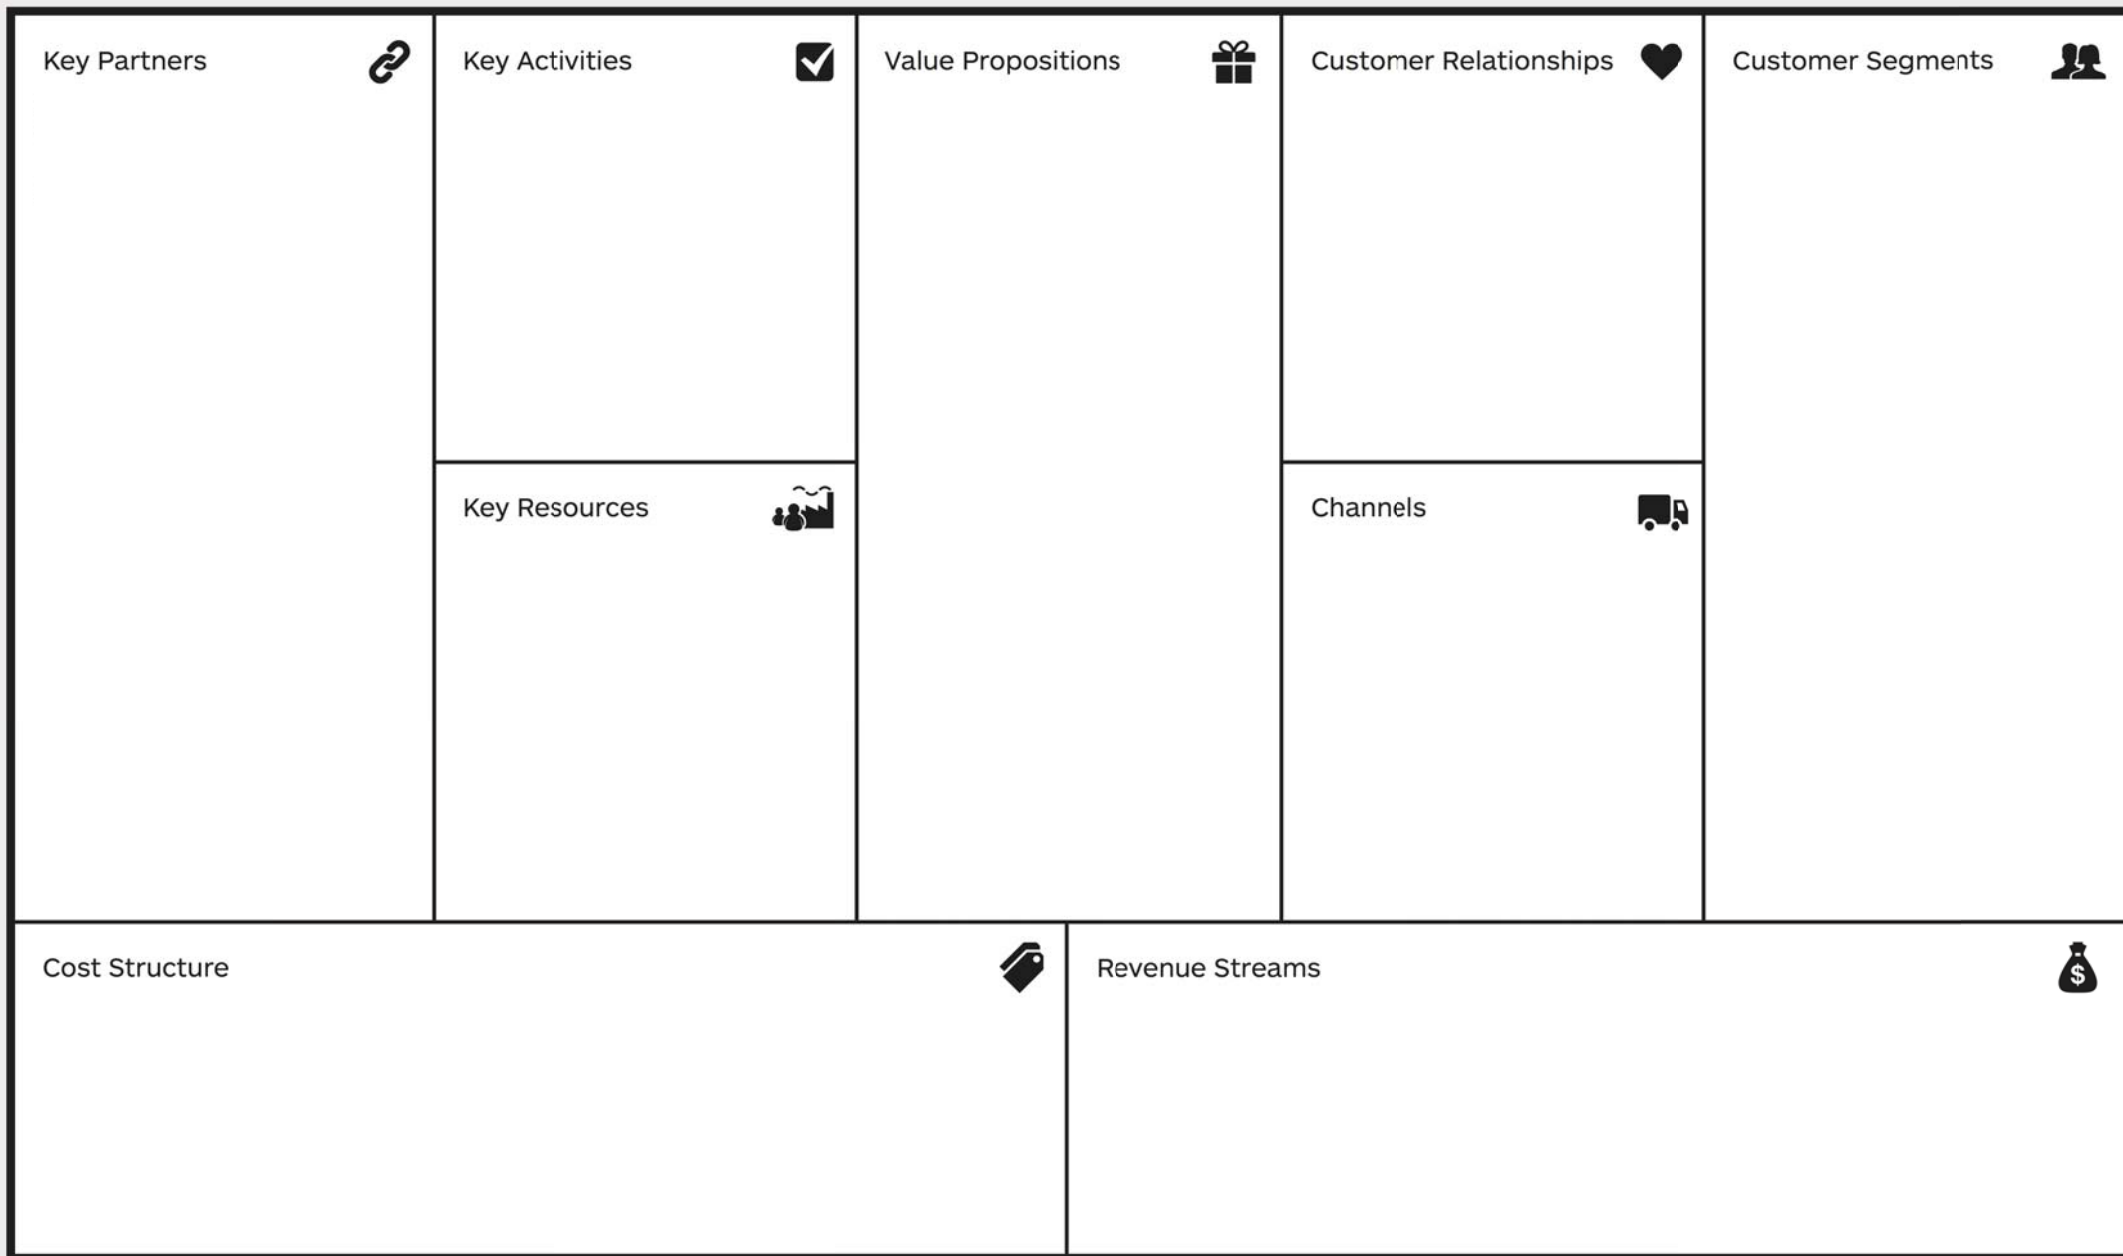 Key Partners
Key Activities
Value Propositions
Customer Relationships
Customer Segments
Key Resources
Channels
Cost Structure
Revenue Streams
$